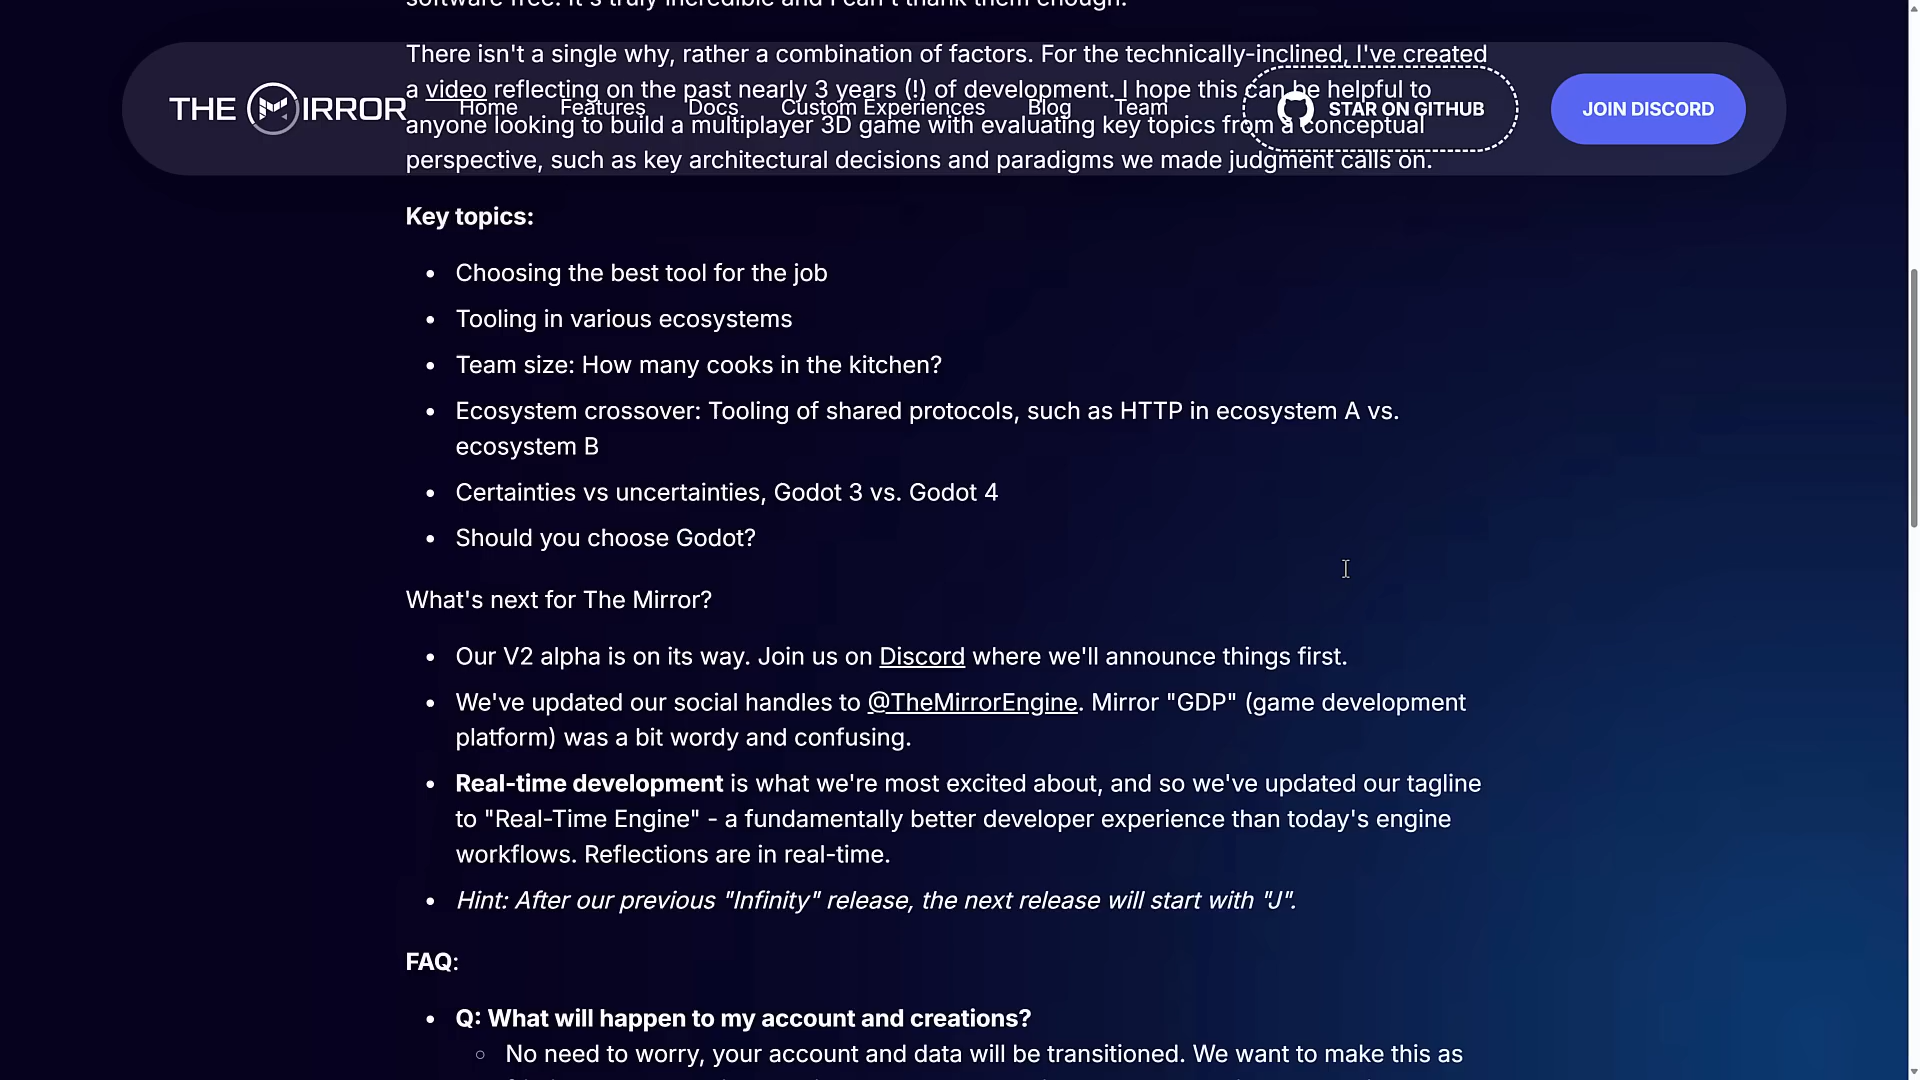 software free. It's truly incredible and I can't thank them enough.
There isn't a single why, rather a combination of factors. For the technically-inclined, I've created
a video reflecting on the past nearly 3 years (!) of development. I hope this can be helpful to
THE MIRROR Home Features Docs Custom Experiences Blog Team STAR ON GITHUB JOIN DISCORD
anyone looking to build a multiplayer 3D game with evaluating key topics from a conceptual
perspective, such as key architectural decisions and paradigms we made judgment calls on.
Key topics:
• Choosing the best tool for the job
• Tooling in various ecosystems
• Team size: How many cooks in the kitchen?
• Ecosystem crossover: Tooling of shared protocols, such as HTTP in ecosystem A vs.
ecosystem B
• Certainties vs uncertainties, Godot 3 vs. Godot 4
• Should you choose Godot?
What's next for The Mirror?
• Our V2 alpha is on its way. Join us on Discord where we'll announce things first.
• We've updated our social handles to @TheMirrorEngine. Mirror "GDP" (game development
platform) was a bit wordy and confusing.
• Real-time development is what we're most excited about, and so we've updated our tagline
to "Real-Time Engine" - a fundamentally better developer experience than today's engine
workflows. Reflections are in real-time.
• Hint: After our previous "Infinity" release, the next release will start with "J".
FAQ:
• Q: What will happen to my account and creations?
○ No need to worry, your account and data will be transitioned. We want to make this as